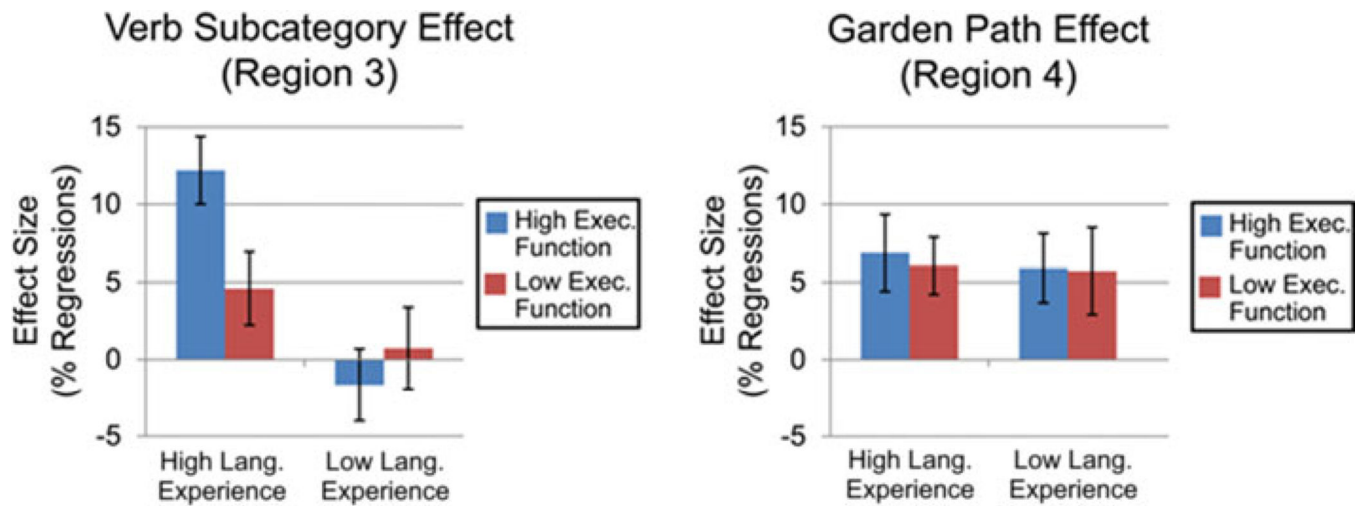 Verb Subcategory Effect
(Region 3)
15
10
5
0
-5
Effect Size
(% Regressions)
High Lang.
Experience
Low Lang.
Experience
High Exec.
Function
Low Exec.
Function
Garden Path Effect
(Region 4)
15
10
5
0
-5
Effect Size
(% Regressions)
High Lang.
Experience
Low Lang.
Experience
High Exec.
Function
Low Exec.
Function